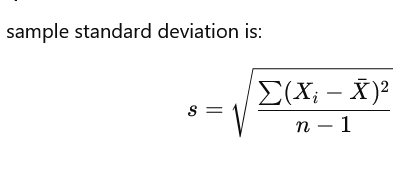 sample standard deviation is:
s = √(∑(Xᵢ − X̄)² / (n − 1))